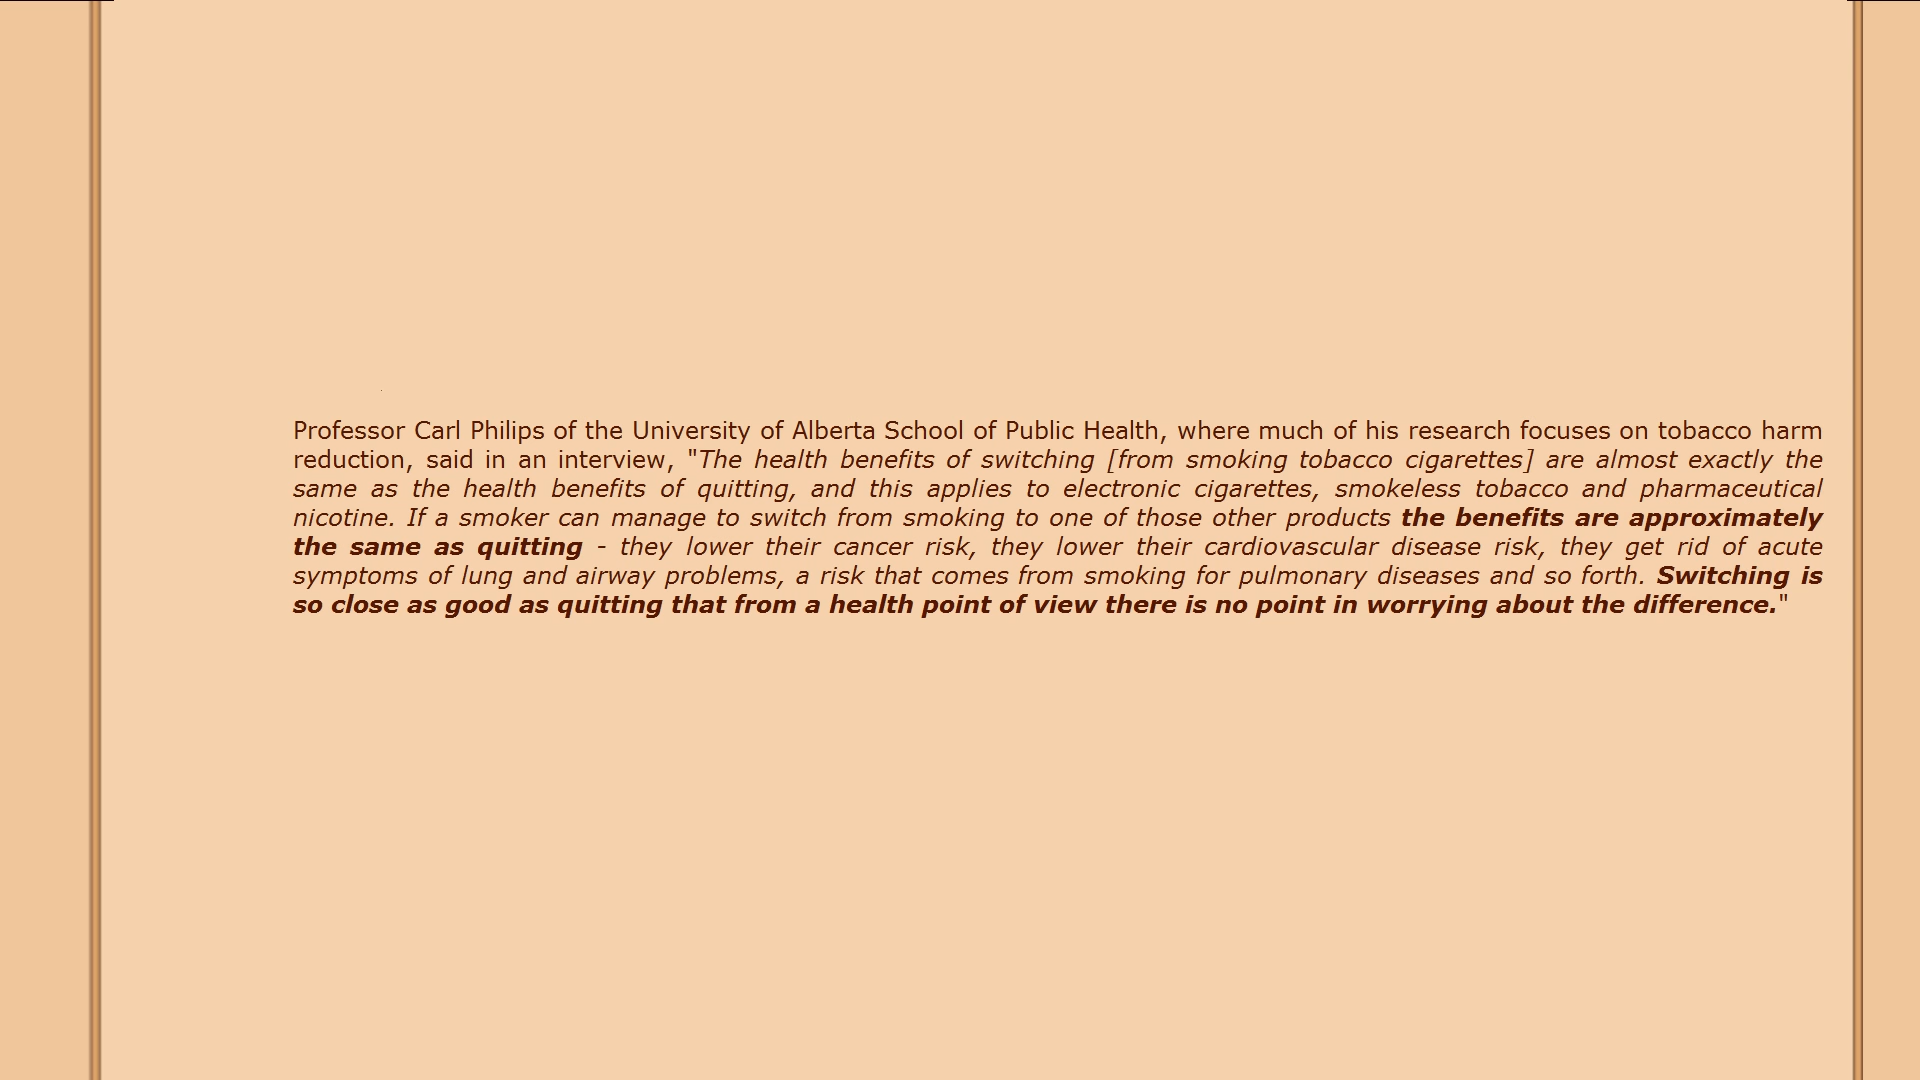 Professor Carl Philips of the University of Alberta School of Public Health, where much of his research focuses on tobacco harm
reduction, said in an interview, "The health benefits of switching [from smoking tobacco cigarettes] are almost exactly the
same as the health benefits of quitting, and this applies to electronic cigarettes, smokeless tobacco and pharmaceutical
nicotine. If a smoker can manage to switch from smoking to one of those other products the benefits are approximately
the same as quitting - they lower their cancer risk, they lower their cardiovascular disease risk, they get rid of acute
symptoms of lung and airway problems, a risk that comes from smoking for pulmonary diseases and so forth. Switching is
so close as good as quitting that from a health point of view there is no point in worrying about the difference."